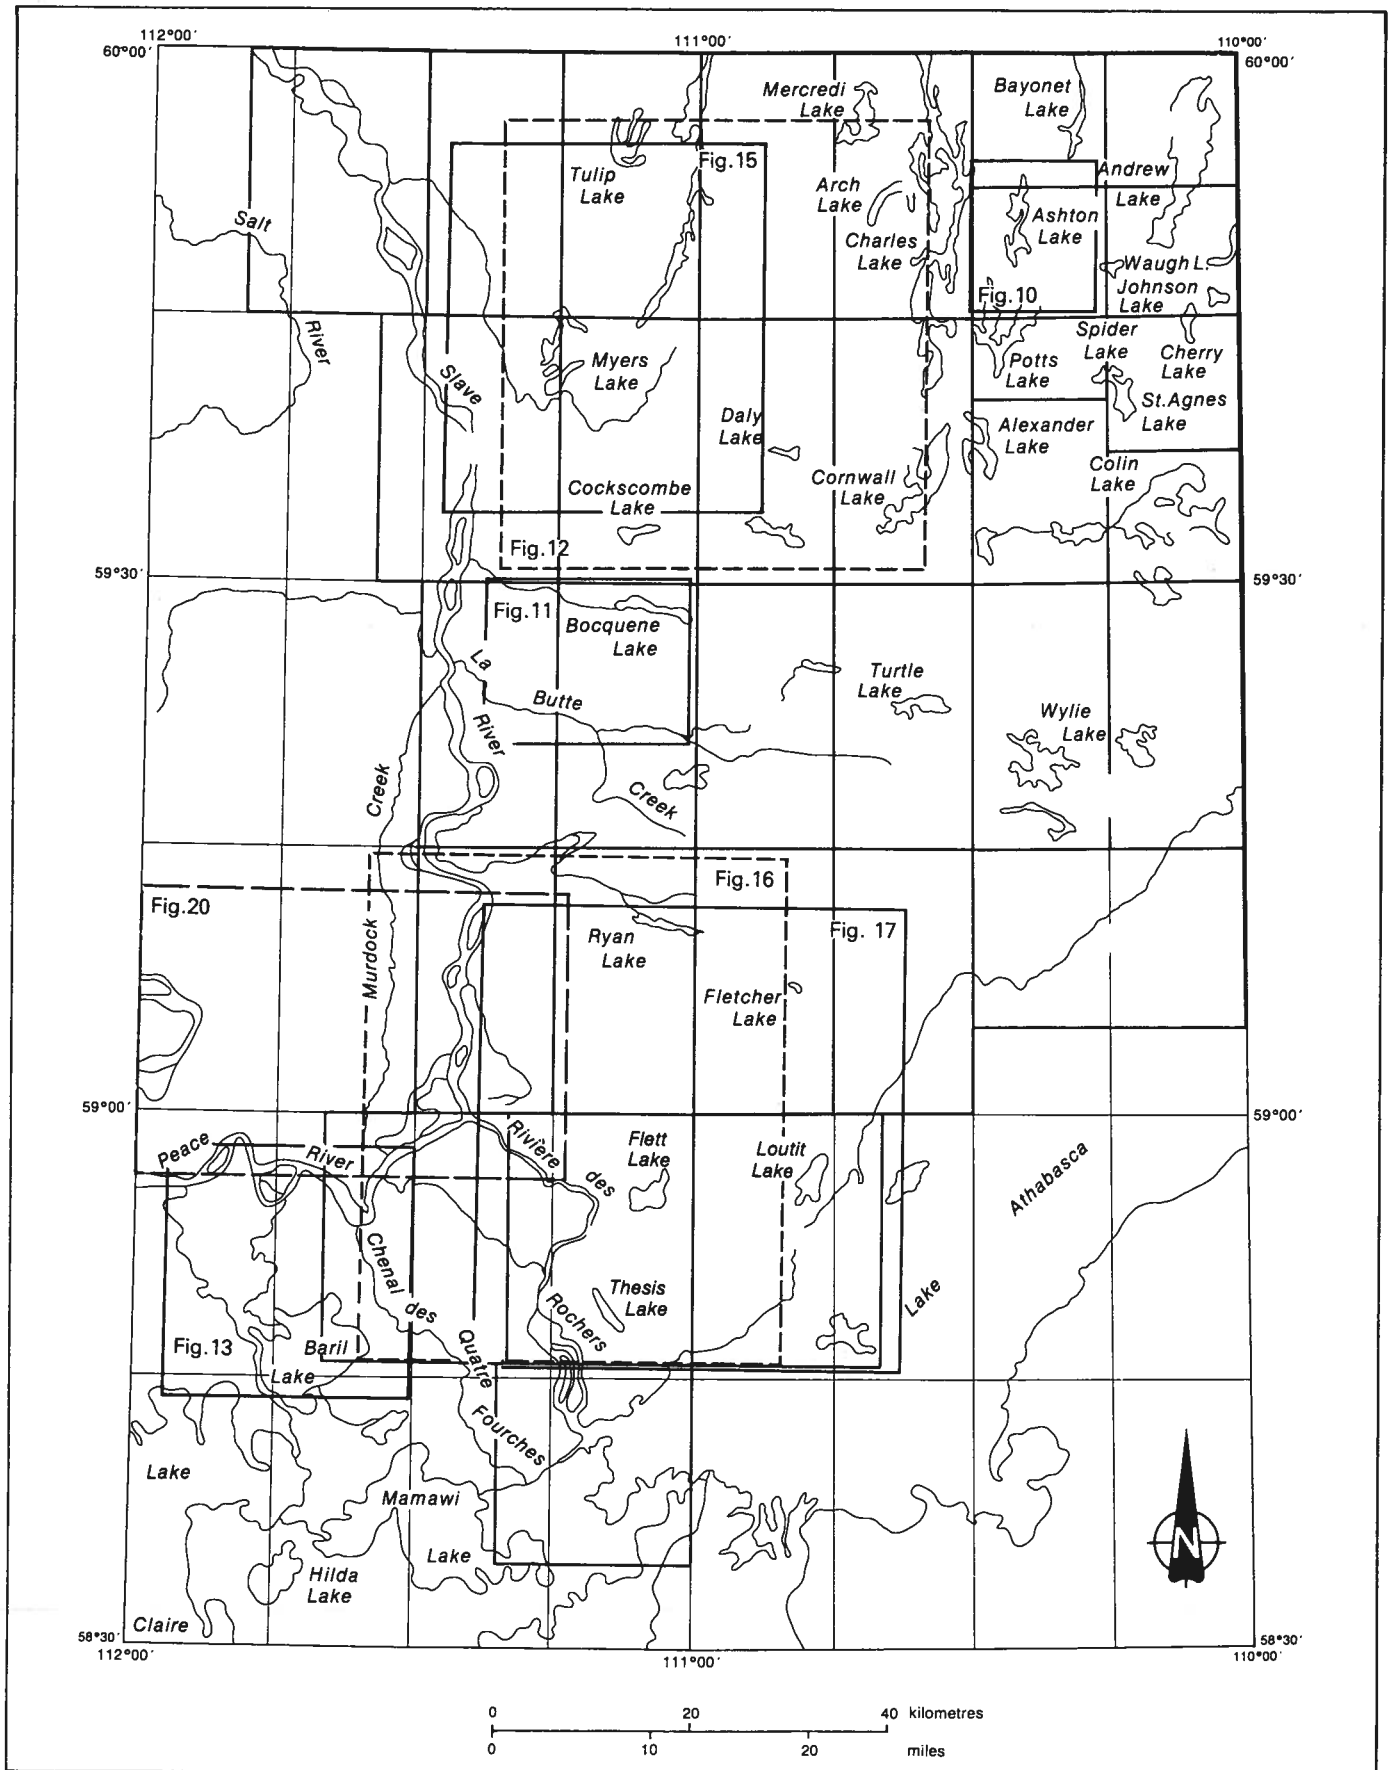 112°00′
111°00′
110°00′
60°00′
60°00′
Mercredi
Lake
Bayonet
Lake
Fig.15
Tulip
Lake
Andrew
Lake
Arch
Lake
Ashton
Lake
Salt
River
Charles
Lake
Waugh L.
Johnson
Lake
Fig.10
Spider
Lake
Cherry
Lake
Potts
Lake
Myers
Lake
Slave
St.Agnes
Lake
Daly
Lake
Alexander
Lake
Colin
Lake
Cornwall
Lake
Cockscombe
Lake
Fig.12
59°30′
59°30′
Fig.11
Bocquene
Lake
La
Butte
Creek
River
Turtle
Lake
Wylie
Lake
Creek
Murdock
Fig.16
Fig.20
Fig. 17
Ryan
Lake
Fletcher
Lake
59°00′
59°00′
Peace
River
Rivière
des
Rochers
Flett
Lake
Loutit
Lake
Athabasca
Lake
Chenal
des
Quatre
Fourches
Thesis
Lake
Fig.13
Baril
Lake
Lake
Claire
Mamawi
Lake
Hilda
Lake
N
58°30′
58°30′
112°00′
111°00′
110°00′
0 20 40 kilometres
0 10 20 miles